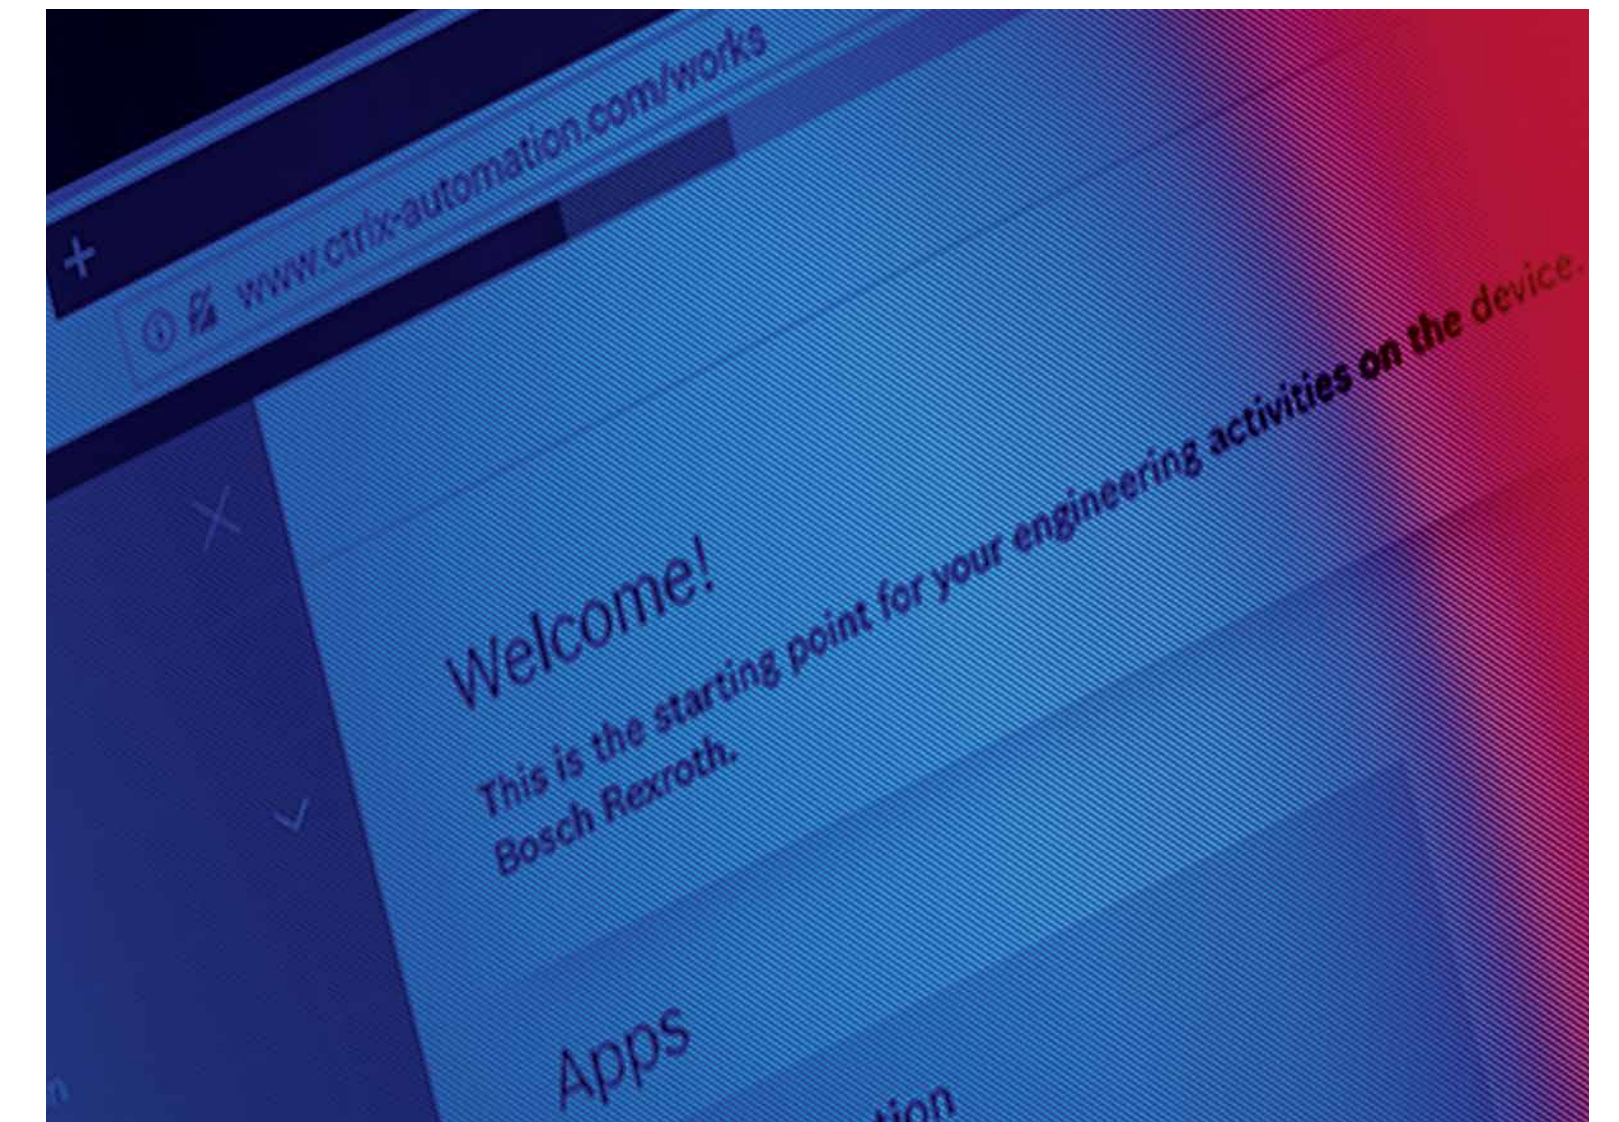 www.ctrlx-automation.com/works
Welcome!
This is the starting point for your engineering activities on the device.
Bosch Rexroth.
Apps
tion